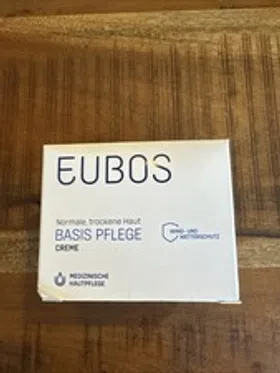 EUBOS
Normale, trockene Haut
BASIS PFLEGE
CREME
WIND- UND
WETTERSCHUTZ
MEDIZINISCHE
HAUTPFLEGE